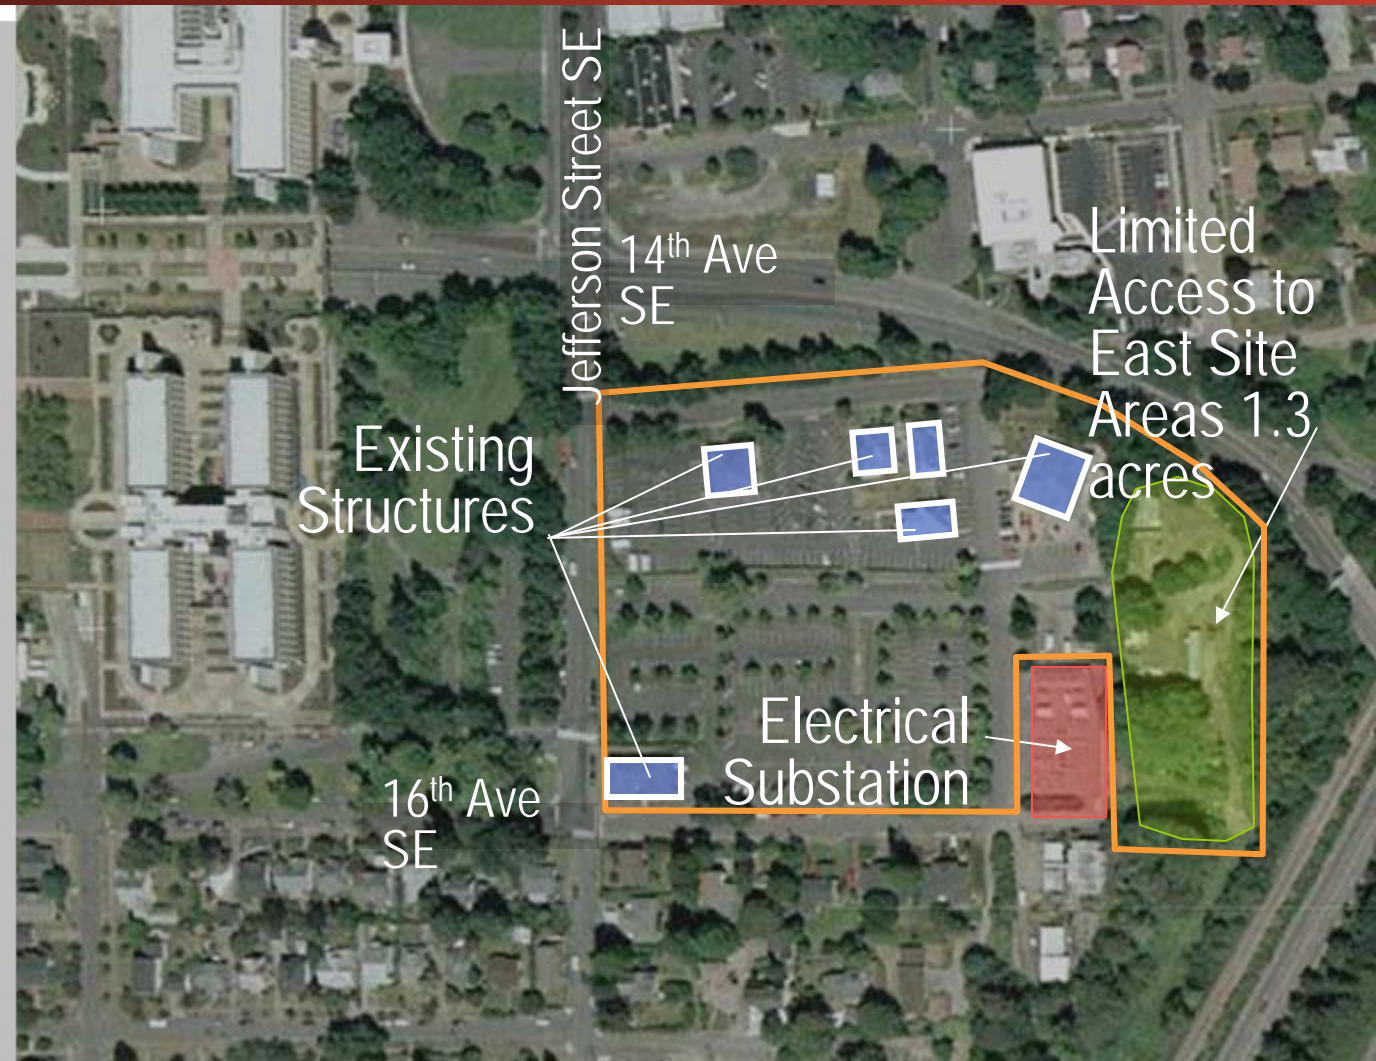 Jefferson Street SE
14th Ave
SE
Limited
Access to
East Site
Areas 1.3
acres
Existing
Structures
Electrical
Substation
16th Ave
SE